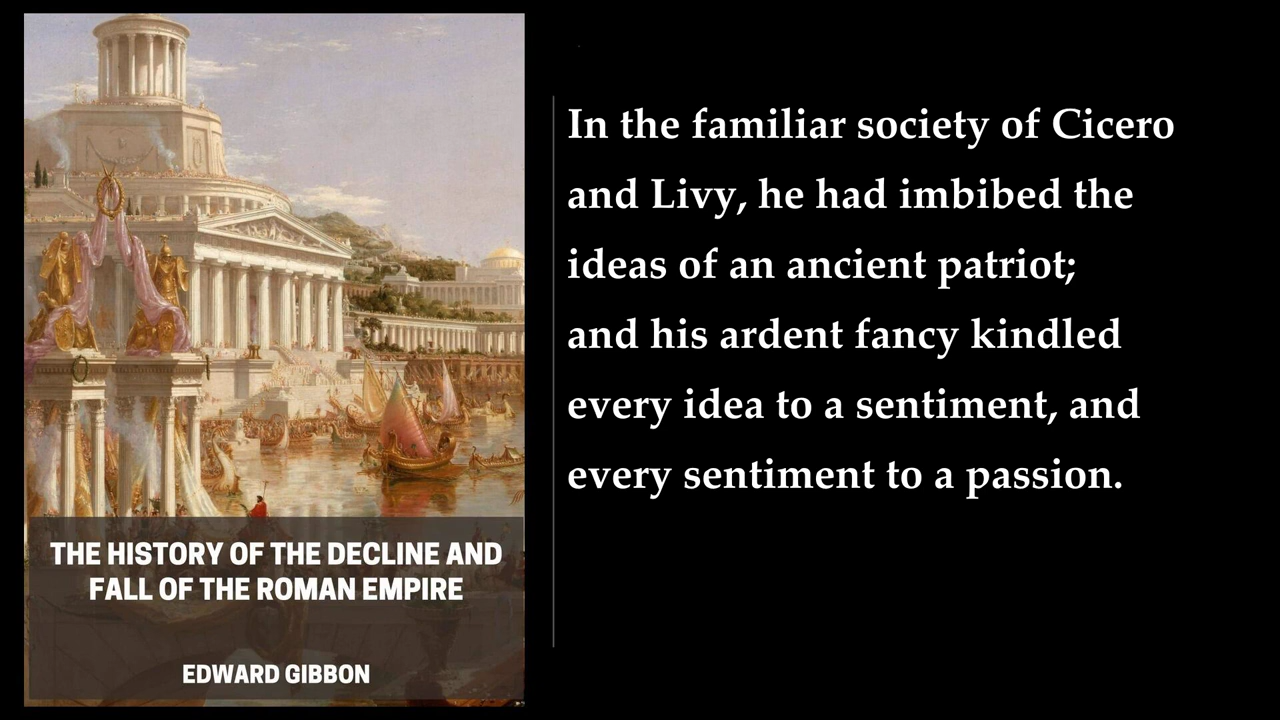 THE HISTORY OF THE DECLINE AND
FALL OF THE ROMAN EMPIRE
EDWARD GIBBON
In the familiar society of Cicero
and Livy, he had imbibed the
ideas of an ancient patriot;
and his ardent fancy kindled
every idea to a sentiment, and
every sentiment to a passion.